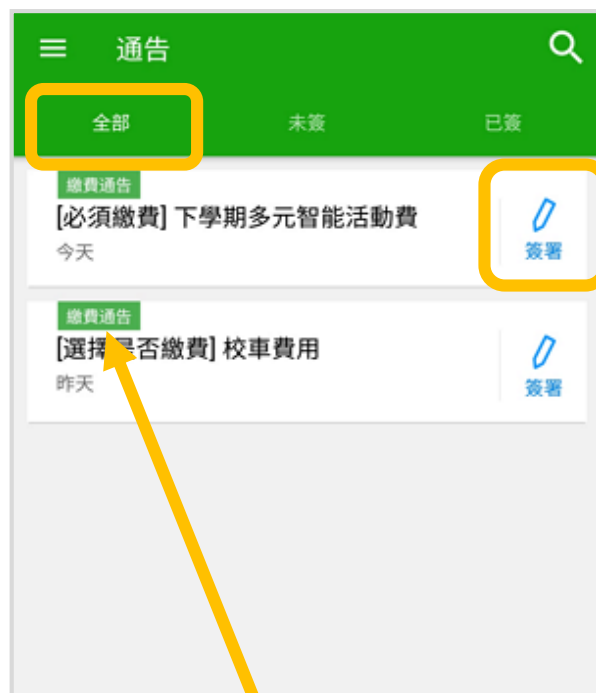 通告
全部 未簽 已簽
繳費通告
[必須繳費] 下學期多元智能活動費
今天
簽署
繳費通告
[選擇是否繳費] 校車費用
昨天
簽署